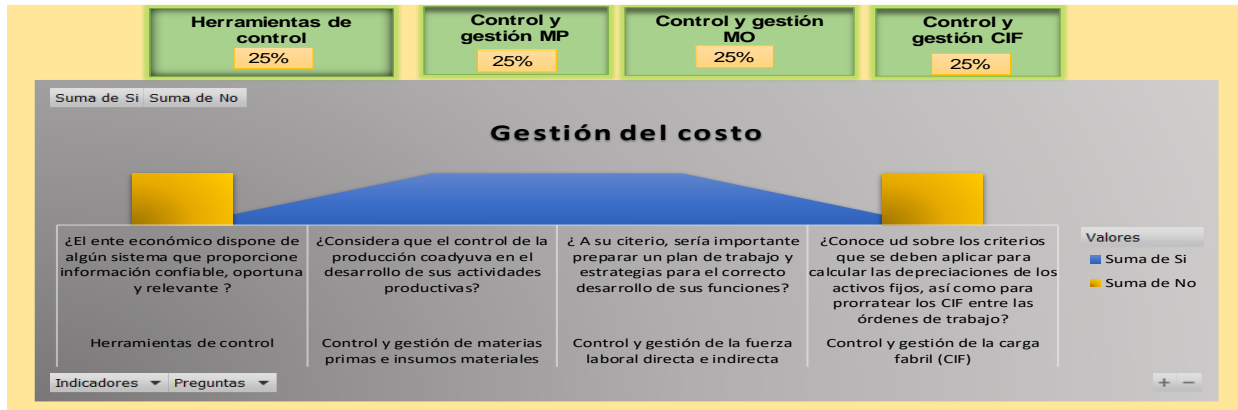 Herramientas de
control
25%
Control y
gestión MP
25%
Control y gestión
MO
25%
Control y
gestión CIF
25%
Suma de Si Suma de No
Gestión del costo
¿El ente económico dispone de
algún sistema que proporcione
información confiable, oportuna
y relevante ?
¿Considera que el control de la
producción coadyuva en el
desarrollo de sus actividades
productivas?
¿ A su citerio, sería importante
preparar un plan de trabajo y
estrategias para el correcto
desarrollo de sus funciones?
¿Conoce ud sobre los criterios
que se deben aplicar para
calcular las depreciaciones de los
activos fijos, así como para
prorratear los CIF entre las
órdenes de trabajo?
Herramientas de control
Control y gestión de materias
primas e insumos materiales
Control y gestión de la fuerza
laboral directa e indirecta
Control y gestión de la carga
fabril (CIF)
Valores
Suma de Si
Suma de No
Indicadores Preguntas
+ −